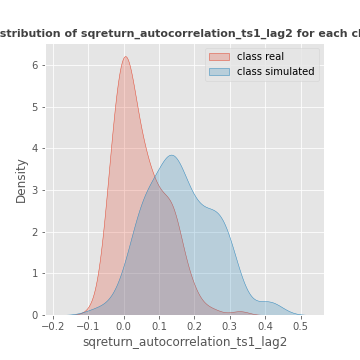 stribution of sqreturn_autocorrelation_ts1_lag2 for each cl
class real
class simulated
6
5
4
3
2
1
0
Density
−0.2 −0.1 0.0 0.1 0.2 0.3 0.4 0.5
sqreturn_autocorrelation_ts1_lag2